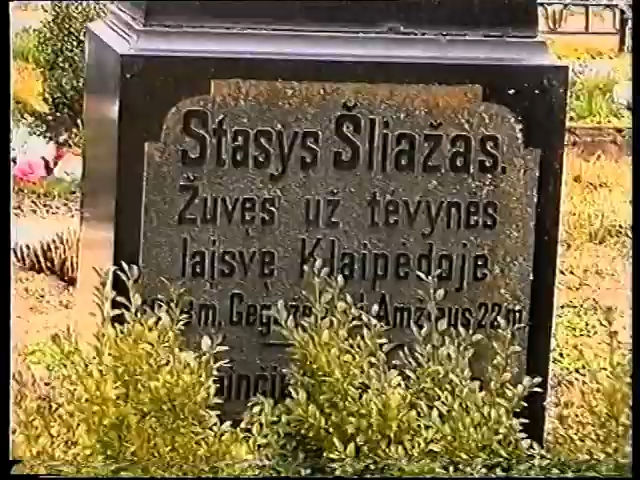 Stasys Šliažas.
Žuvęs už tėvynės
laisvę Klaipėdoje
m. Amžiaus 22 m